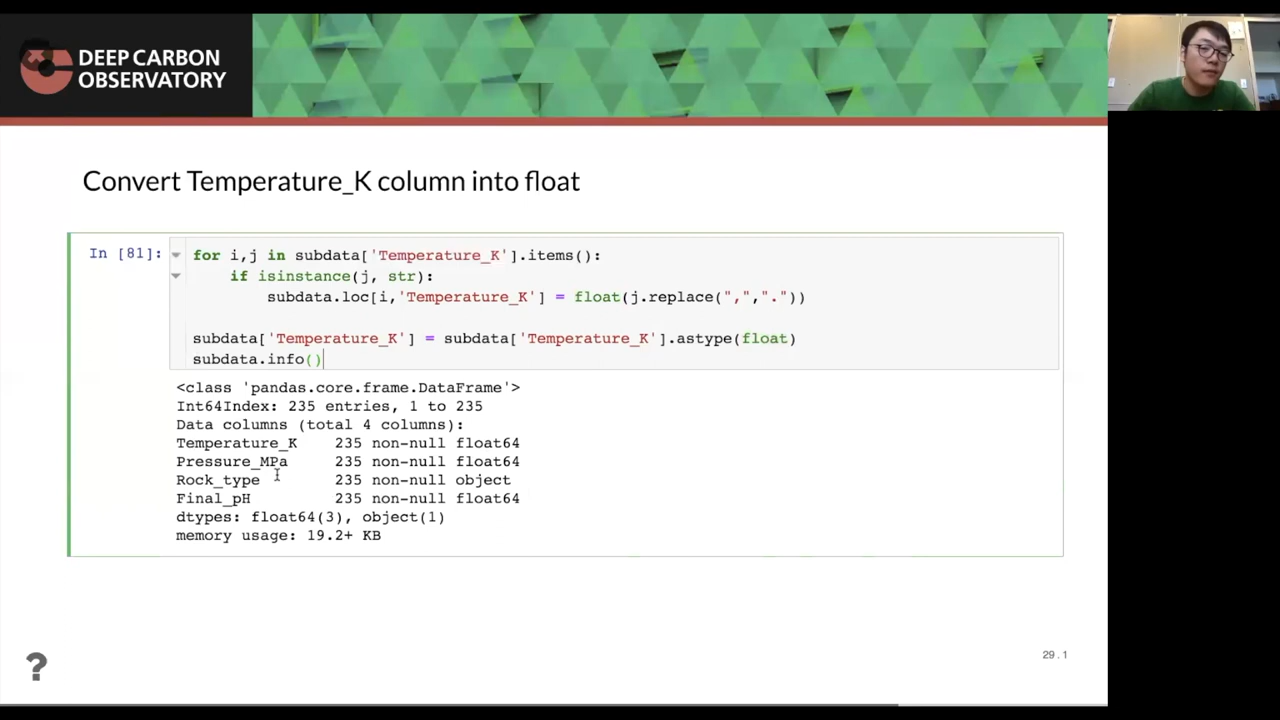 DEEP CARBON
OBSERVATORY
Convert Temperature_K column into float
In [81]:
for i,j in subdata['Temperature_K'].items():
    if isinstance(j, str):
        subdata.loc[i,'Temperature_K'] = float(j.replace(",","."))
subdata['Temperature_K'] = subdata['Temperature_K'].astype(float)
subdata.info()
<class 'pandas.core.frame.DataFrame'>
Int64Index: 235 entries, 1 to 235
Data columns (total 4 columns):
Temperature_K    235 non-null float64
Pressure_MPa     235 non-null float64
Rock_type        235 non-null object
Final_pH         235 non-null float64
dtypes: float64(3), object(1)
memory usage: 19.2+ KB
?
29.1